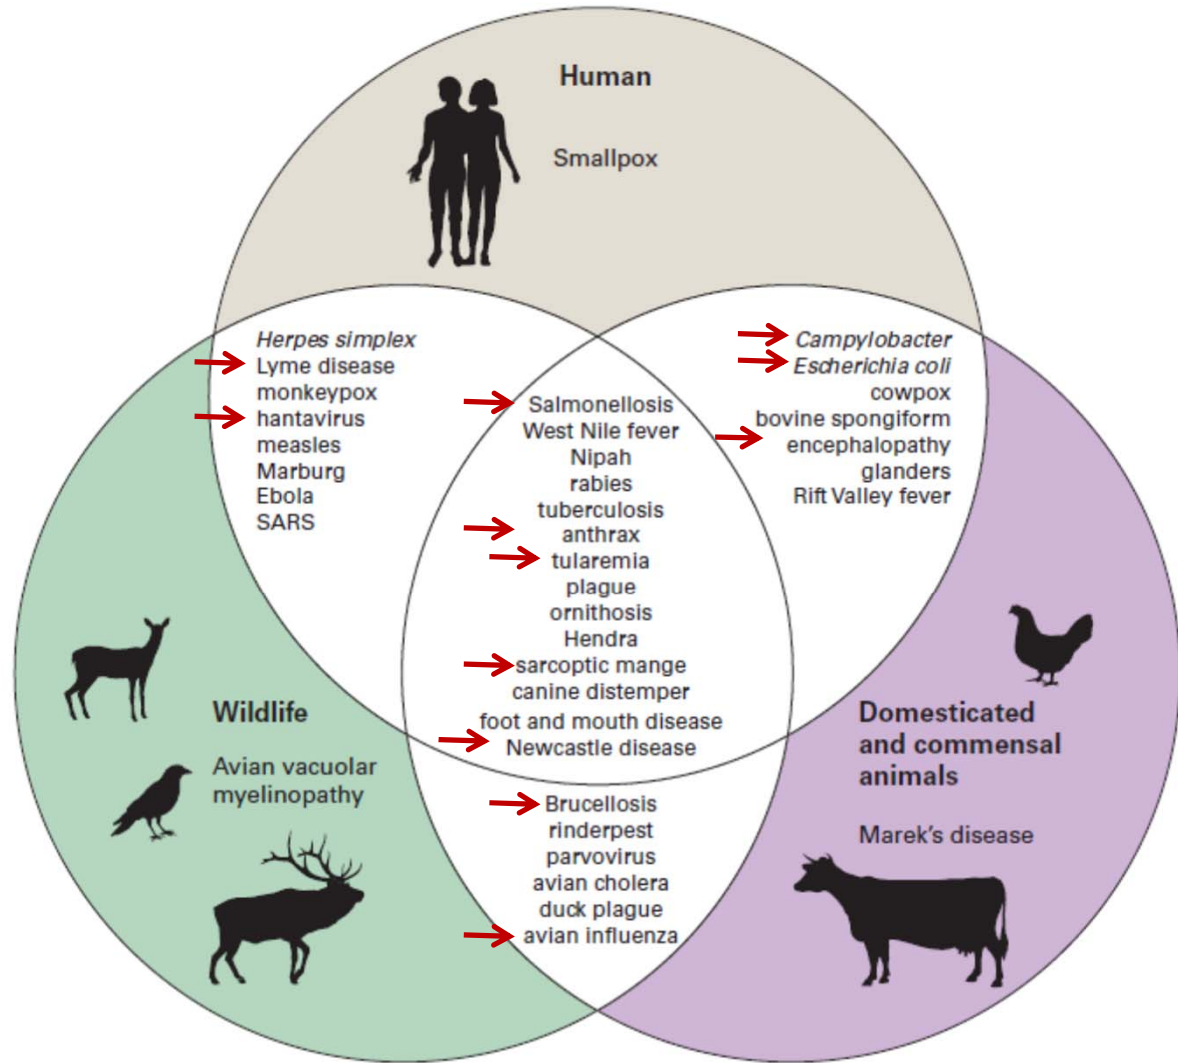 Human
Smallpox
Herpes simplex
Lyme disease
monkeypox
hantavirus
measles
Marburg
Ebola
SARS
Salmonellosis
West Nile fever
Nipah
rabies
tuberculosis
anthrax
tularemia
plague
ornithosis
Hendra
sarcoptic mange
canine distemper
foot and mouth disease
Newcastle disease
Campylobacter
Escherichia coli
cowpox
bovine spongiform
encephalopathy
glanders
Rift Valley fever
Wildlife
Avian vacuolar
myelinopathy
Brucellosis
rinderpest
parvovirus
avian cholera
duck plague
avian influenza
Domesticated
and commensal
animals
Marek's disease